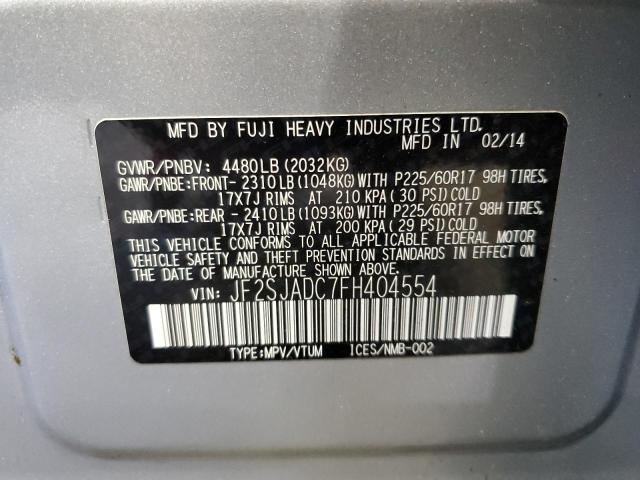 MFD BY FUJI HEAVY INDUSTRIES LTD.
MFD IN 02/14
GVWR/PNBV: 4480LB(2032KG)
GAWR/PNBE:FRONT- 2310LB(1048KG)WITH P225/60R17 98H TIRES,
17X7J RIMS AT 210 KPA(30 PSI)COLD
GAWR/PNBE:REAR - 2410LB(1093KG)WITH P225/60R17 98H TIRES,
17X7J RIMS AT 200 KPA(29 PSI)COLD
THIS VEHICLE CONFORMS TO ALL APPLICABLE FEDERAL MOTOR
VEHICLE SAFETY AND THEFT PREVENTION STANDARDS IN EFFECT ON
THE DATE OF MANUFACTURE SHOWN ABOVE.
VIN: JF2SJADC7FH404554
TYPE:MPV/VTUM ICES/NMB-002